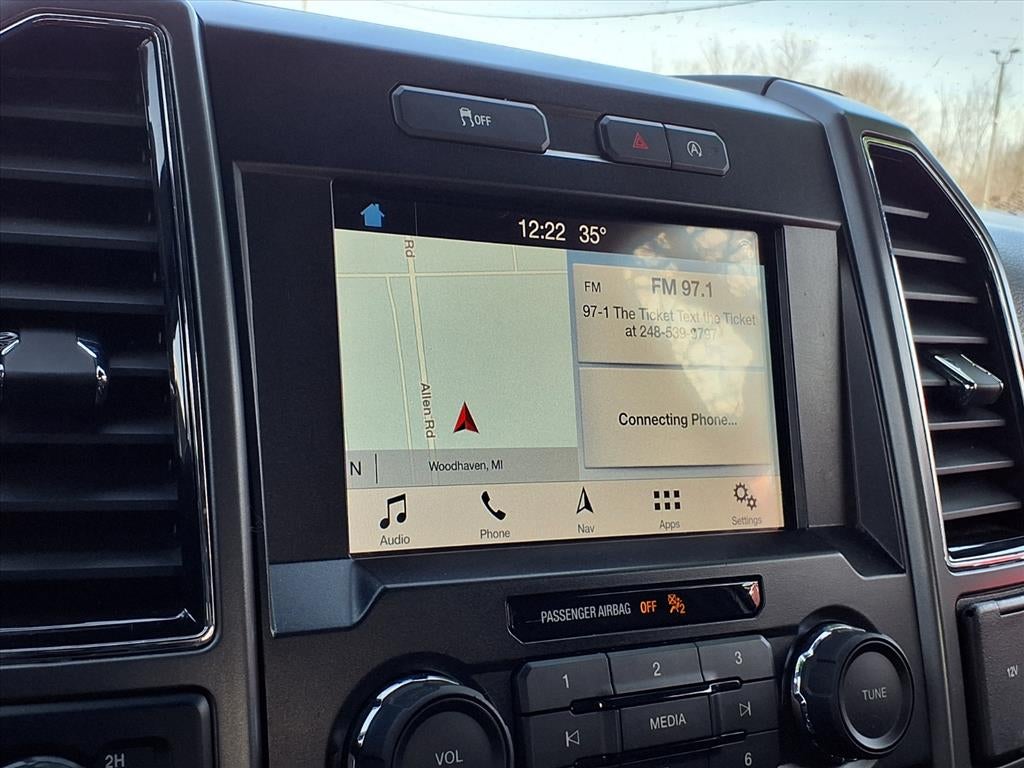 OFF
A
12:22 35°
Rd
Allen Rd
FM
FM 97.1
97-1 The Ticket Text the Ticket
at 248-539-9797
Connecting Phone...
N
Woodhaven, MI
Audio
Phone
Nav
Apps
Settings
PASSENGER AIRBAG OFF 2
1
2
3
MEDIA
6
VOL
TUNE
2H
12V